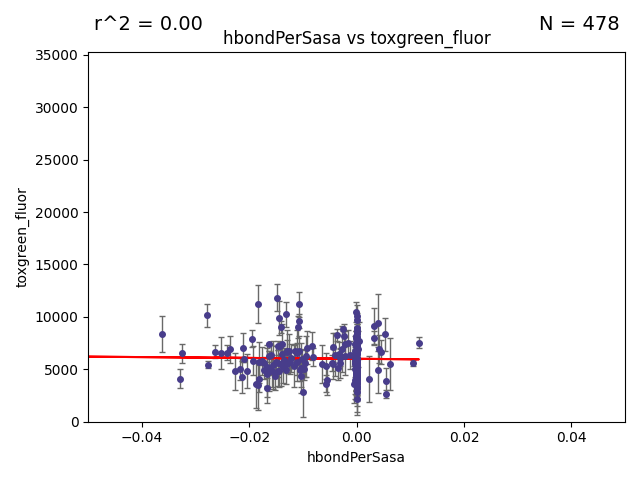 r^2 = 0.00
N = 478
hbondPerSasa vs toxgreen_fluor
35000
30000
25000
20000
15000
10000
5000
0
toxgreen_fluor
−0.04
−0.02
0.00
0.02
0.04
hbondPerSasa